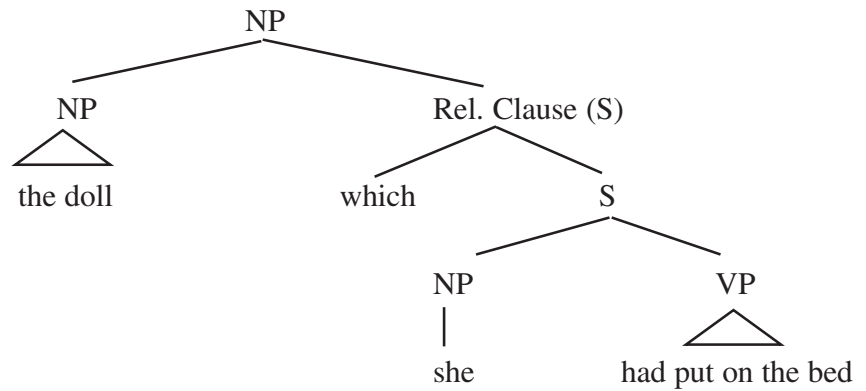 NP
NP Rel. Clause (S)
the doll which S
NP VP
she had put on the bed